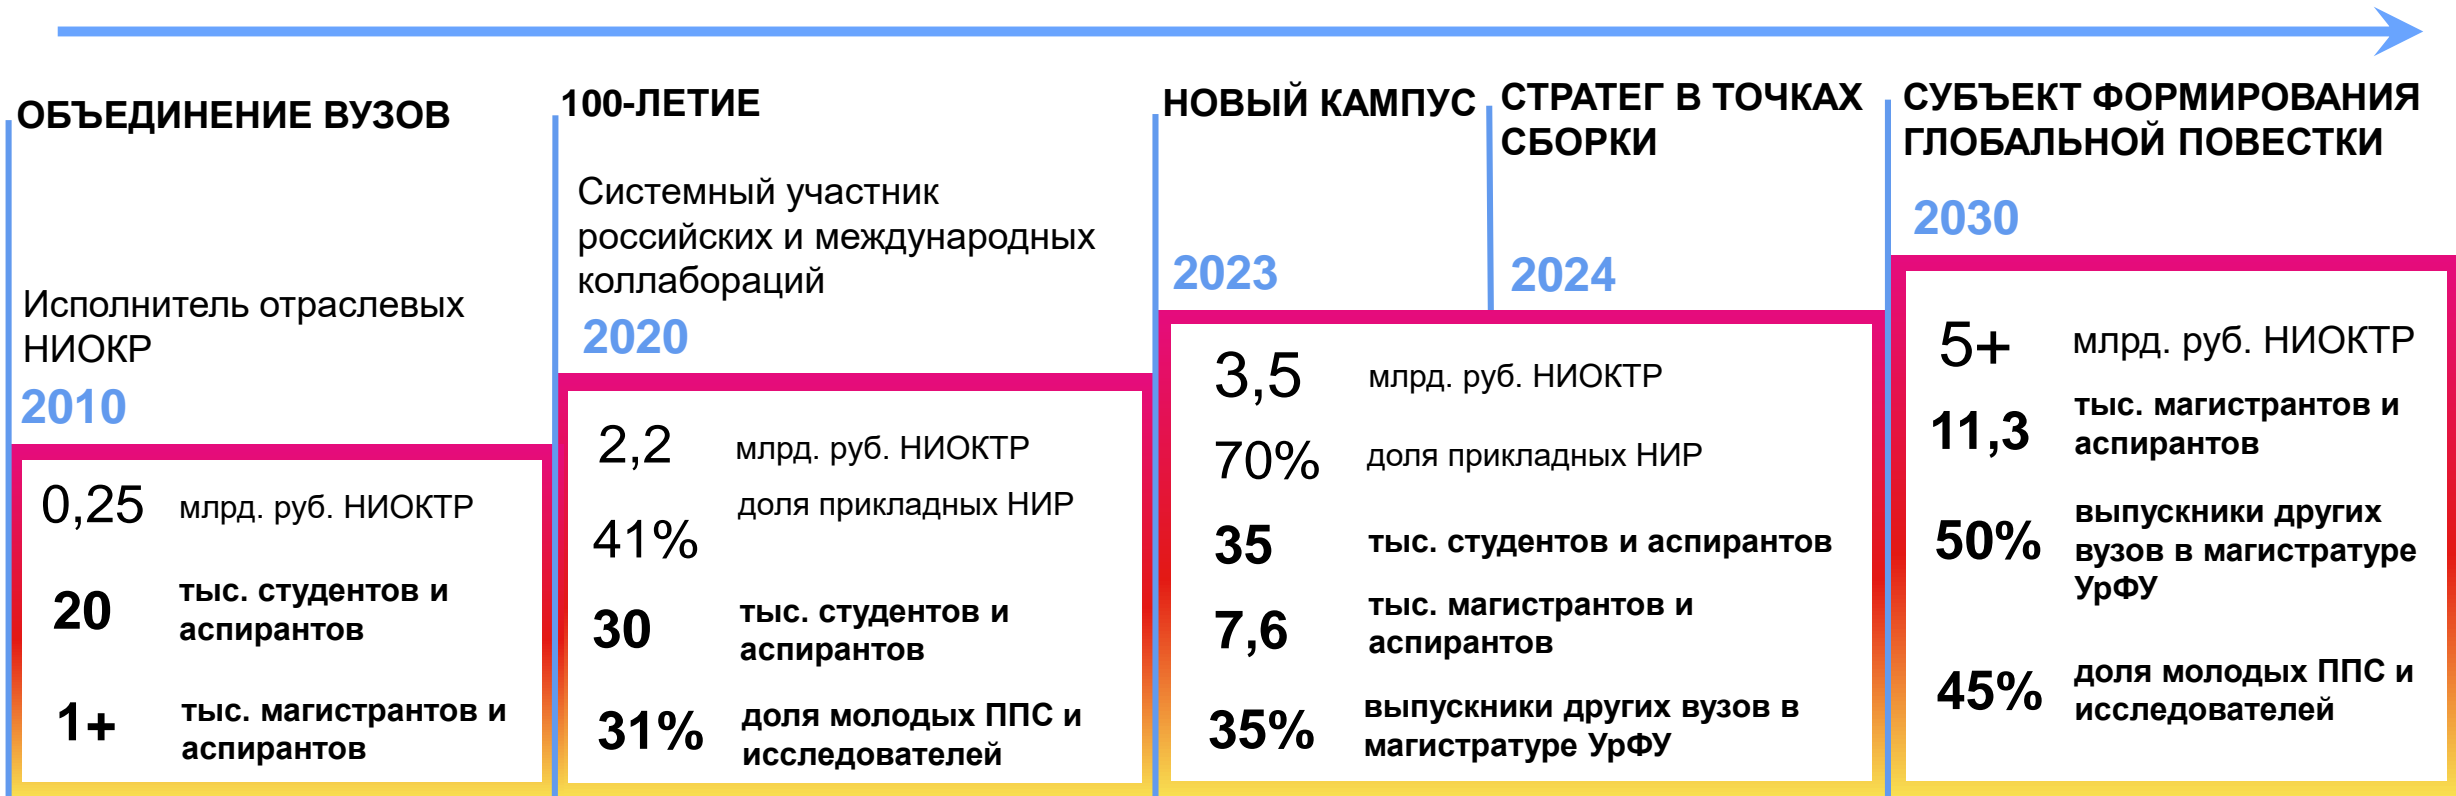 ОБЪЕДИНЕНИЕ ВУЗОВ
Исполнитель отраслевых
НИОКР
2010
0,25 млрд. руб. НИОКТР
20 тыс. студентов и
аспирантов
1+ тыс. магистрантов и
аспирантов
100-ЛЕТИЕ
Системный участник
российских и международных
коллабораций
2020
2,2 млрд. руб. НИОКТР
41% доля прикладных НИР
30 тыс. студентов и
аспирантов
31% доля молодых ППС и
исследователей
НОВЫЙ КАМПУС
2023
СТРАТЕГ В ТОЧКАХ
СБОРКИ
2024
3,5 млрд. руб. НИОКТР
70% доля прикладных НИР
35 тыс. студентов и аспирантов
7,6 тыс. магистрантов и
аспирантов
35% выпускники других вузов в
магистратуре УрФУ
СУБЪЕКТ ФОРМИРОВАНИЯ
ГЛОБАЛЬНОЙ ПОВЕСТКИ
2030
5+ млрд. руб. НИОКТР
11,3 тыс. магистрантов и
аспирантов
50% выпускники других
вузов в магистратуре
УрФУ
45% доля молодых ППС и
исследователей